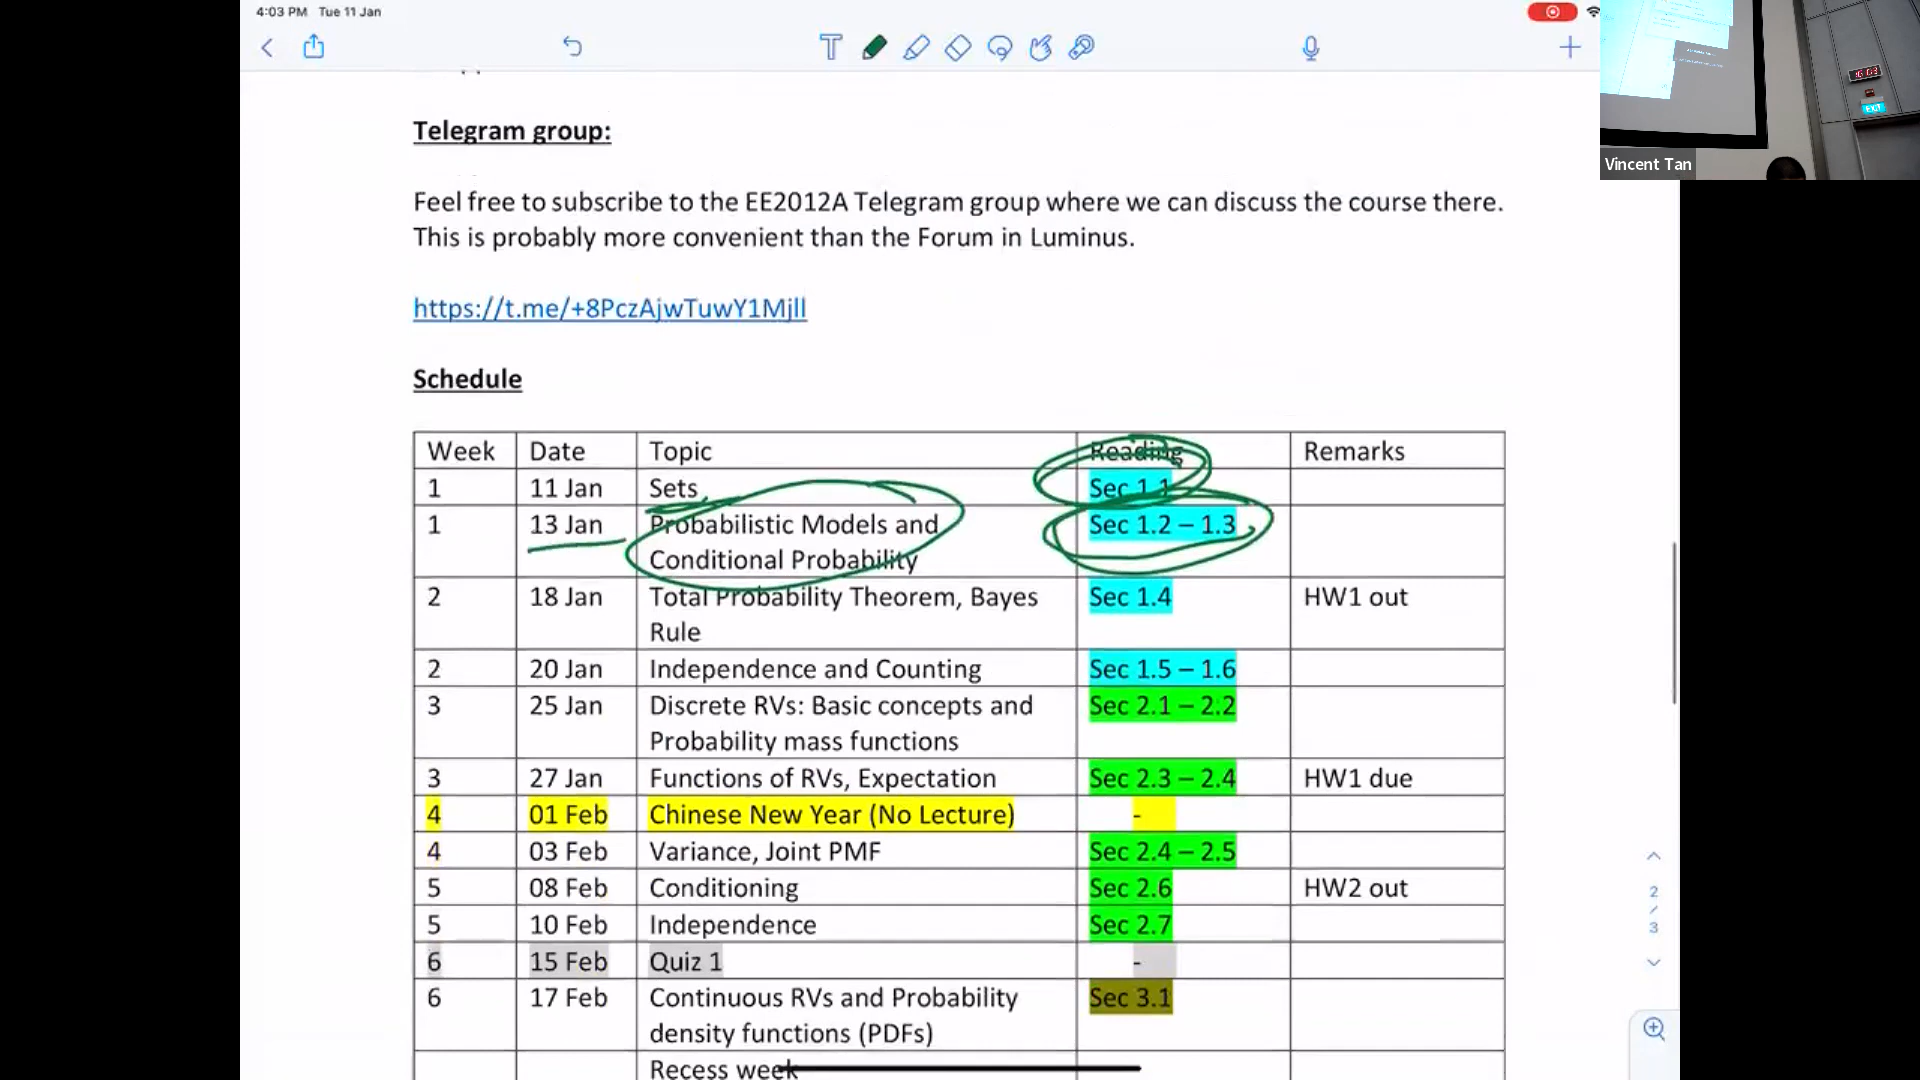 4:03 PM Tue 11 Jan
Telegram group:
Feel free to subscribe to the EE2012A Telegram group where we can discuss the course there.
This is probably more convenient than the Forum in Luminus.
https://t.me/+8PczAjwTuwY1Mjll
Schedule
Week Date Topic Reading Remarks
1 11 Jan Sets Sec 1.1
1 13 Jan Probabilistic Models and Sec 1.2 – 1.3
Conditional Probability
2 18 Jan Total Probability Theorem, Bayes Sec 1.4 HW1 out
Rule
2 20 Jan Independence and Counting Sec 1.5 – 1.6
3 25 Jan Discrete RVs: Basic concepts and Sec 2.1 – 2.2
Probability mass functions
3 27 Jan Functions of RVs, Expectation Sec 2.3 – 2.4 HW1 due
4 01 Feb Chinese New Year (No Lecture) -
4 03 Feb Variance, Joint PMF Sec 2.4 – 2.5
5 08 Feb Conditioning Sec 2.6 HW2 out
5 10 Feb Independence Sec 2.7
6 15 Feb Quiz 1 -
6 17 Feb Continuous RVs and Probability Sec 3.1
density functions (PDFs)
Recess week
2
/
3
EXIT
Vincent Tan